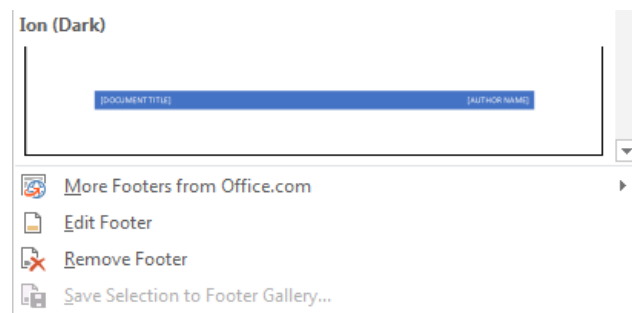 Ion (Dark)
[DOCUMENT TITLE] [AUTHOR NAME]
More Footers from Office.com
Edit Footer
Remove Footer
Save Selection to Footer Gallery...